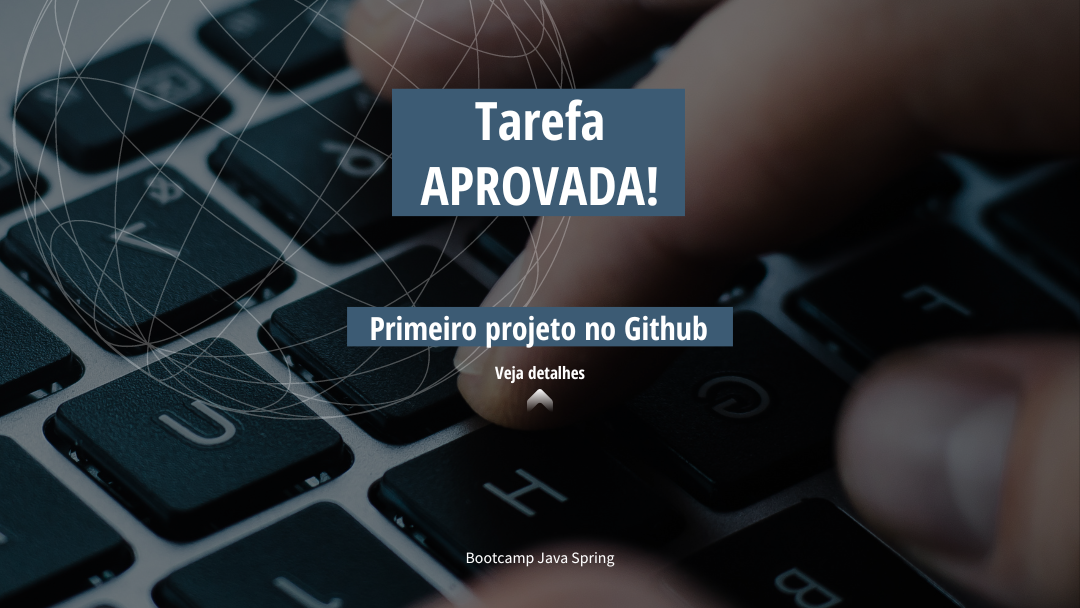 Tarefa
APROVADA!
Primeiro projeto no Github
Veja detalhes
Bootcamp Java Spring